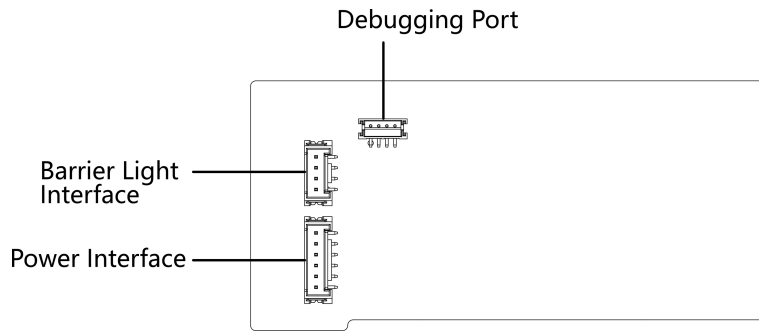 Debugging Port
Barrier Light
Interface
Power Interface